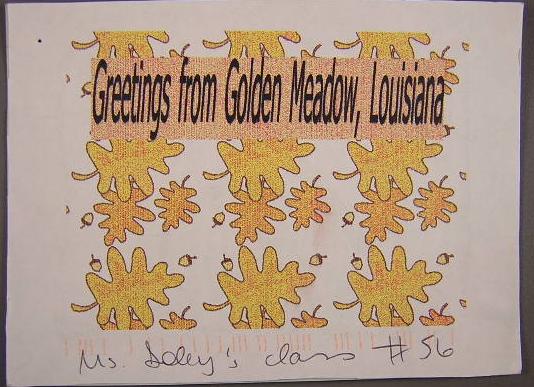 Greetings from Golden Meadow, Louisiana
Ms. Doley's class # 56